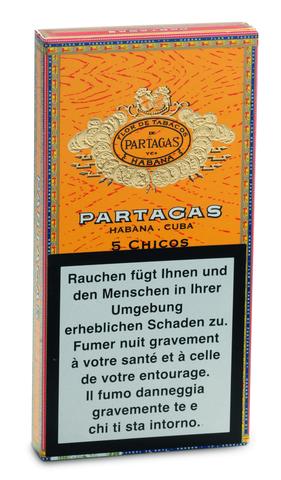 FLOR DE TABACOS
DE
PARTAGAS
Y Cª
HABANA
PARTAGAS
HABANA · CUBA
5 CHICOS
Rauchen fügt Ihnen und
den Menschen in Ihrer
Umgebung
erheblichen Schaden zu.
Fumer nuit gravement
à votre santé et à celle
de votre entourage.
Il fumo danneggia
gravemente te e
chi ti sta intorno.